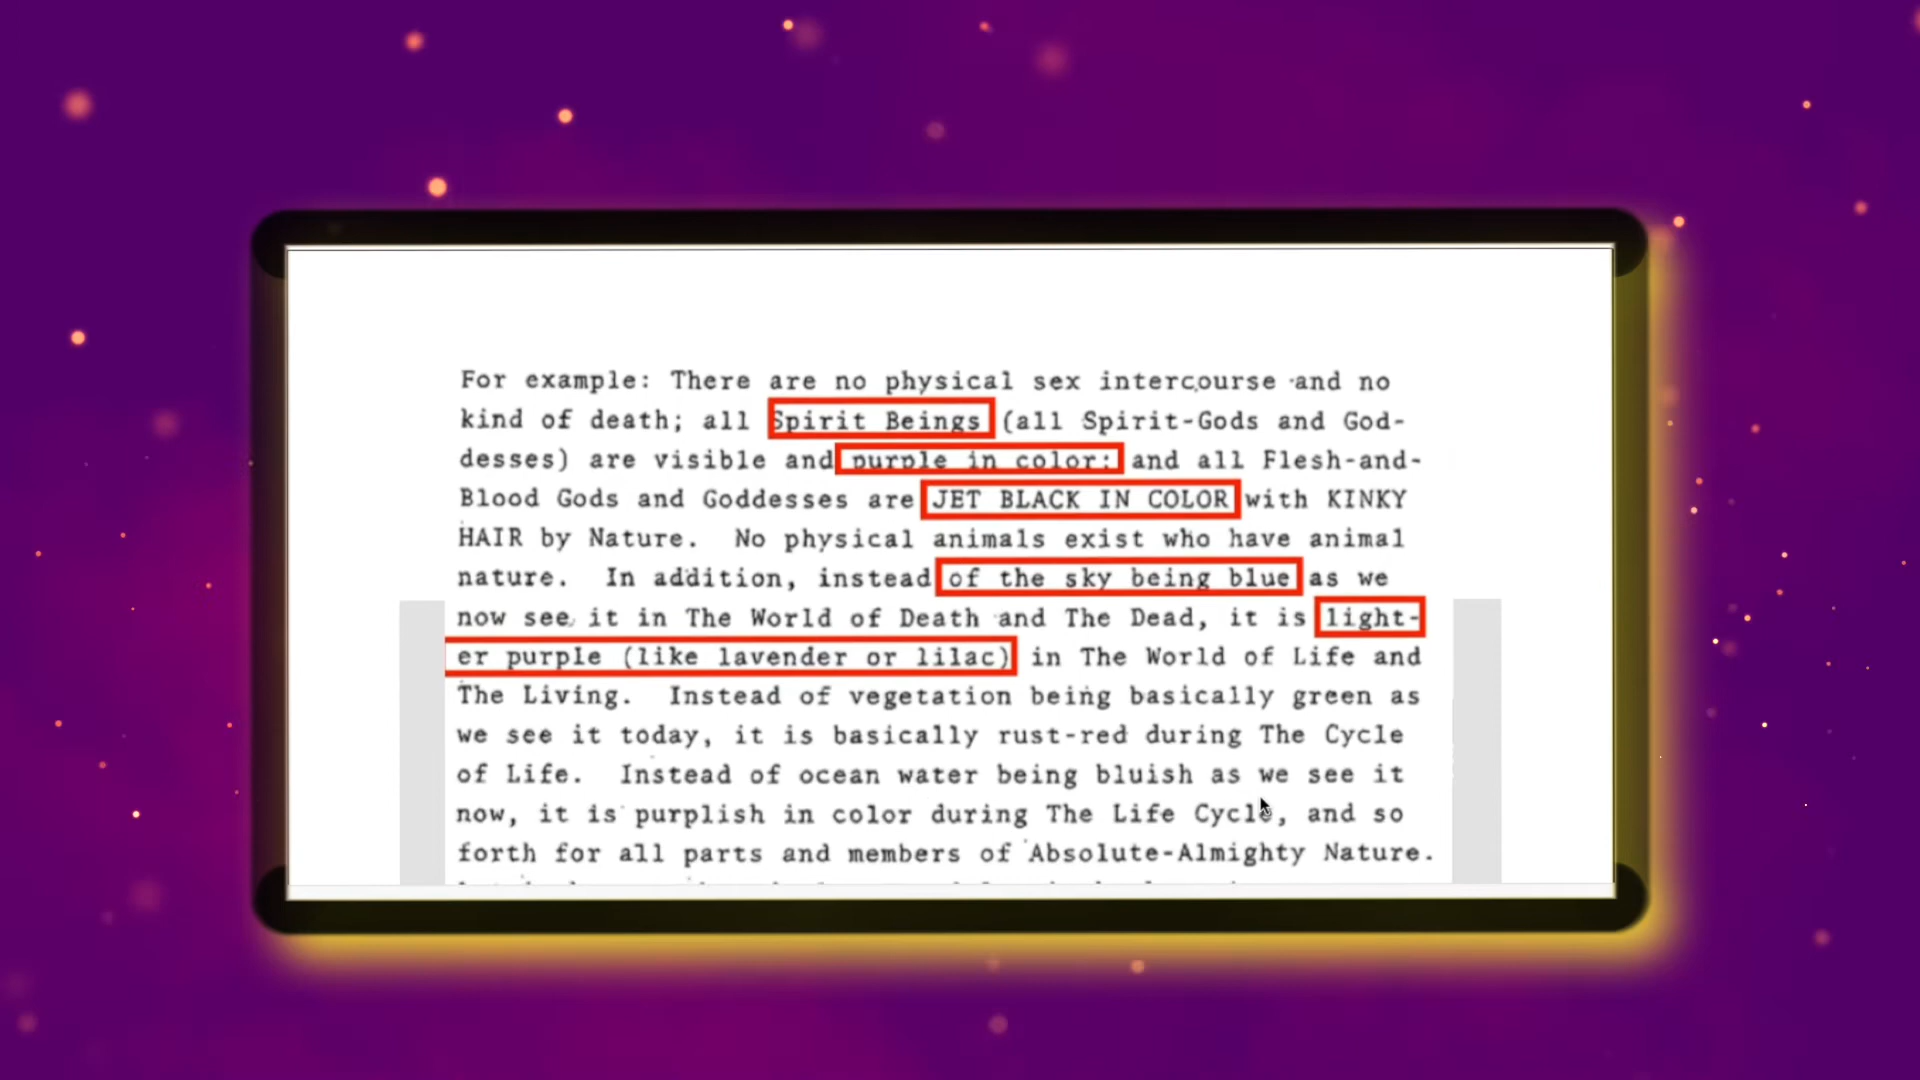 For example: There are no physical sex intercourse and no
kind of death; all Spirit Beings (all Spirit-Gods and God-
desses) are visible and purple in color; and all Flesh-and-
Blood Gods and Goddesses are JET BLACK IN COLOR with KINKY
HAIR by Nature. No physical animals exist who have animal
nature. In addition, instead of the sky being blue as we
now see it in The World of Death and The Dead, it is light-
er purple (like lavender or lilac) in The World of Life and
The Living. Instead of vegetation being basically green as
we see it today, it is basically rust-red during The Cycle
of Life. Instead of ocean water being bluish as we see it
now, it is purplish in color during The Life Cycle, and so
forth for all parts and members of Absolute-Almighty Nature.